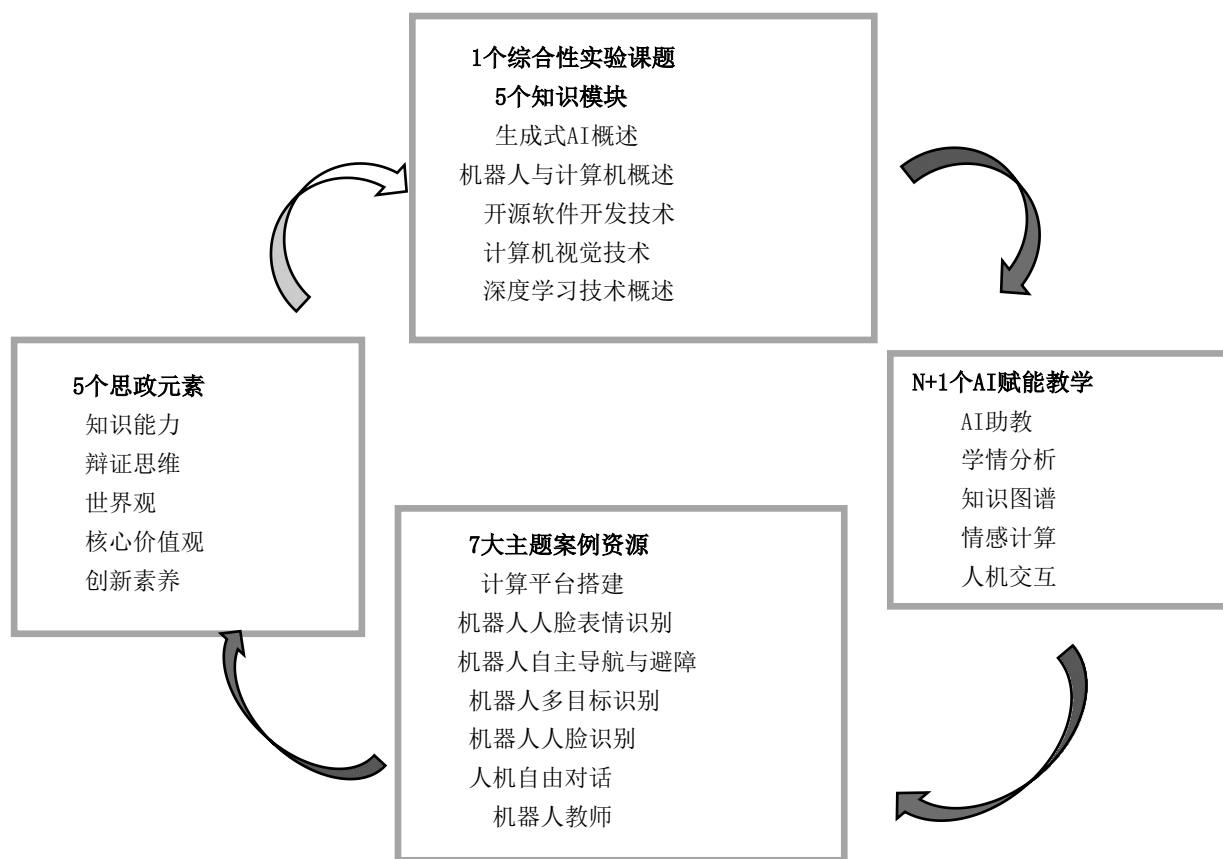 1个综合性实验课题
5个知识模块
生成式AI概述
机器人与计算机概述
开源软件开发技术
计算机视觉技术
深度学习技术概述
N+1个AI赋能教学
AI助教
学情分析
知识图谱
情感计算
人机交互
7大主题案例资源
计算平台搭建
机器人人脸表情识别
机器人自主导航与避障
机器人多目标识别
机器人人脸识别
人机自由对话
机器人教师
5个思政元素
知识能力
辩证思维
世界观
核心价值观
创新素养